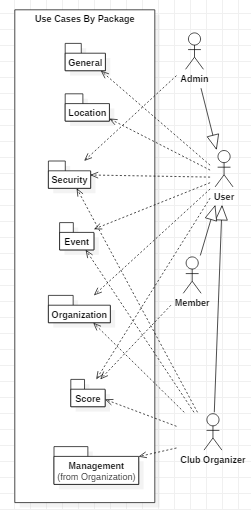 Use Cases By Package
General
Admin
Location
Security
User
Event
Member
Organization
Score
Club Organizer
Management
(from Organization)